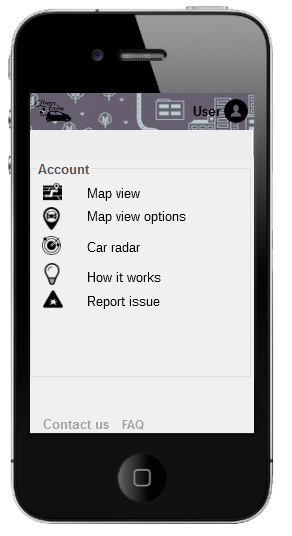 User
Account
Map view
Map view options
Car radar
How it works
Report issue
Contact us FAQ